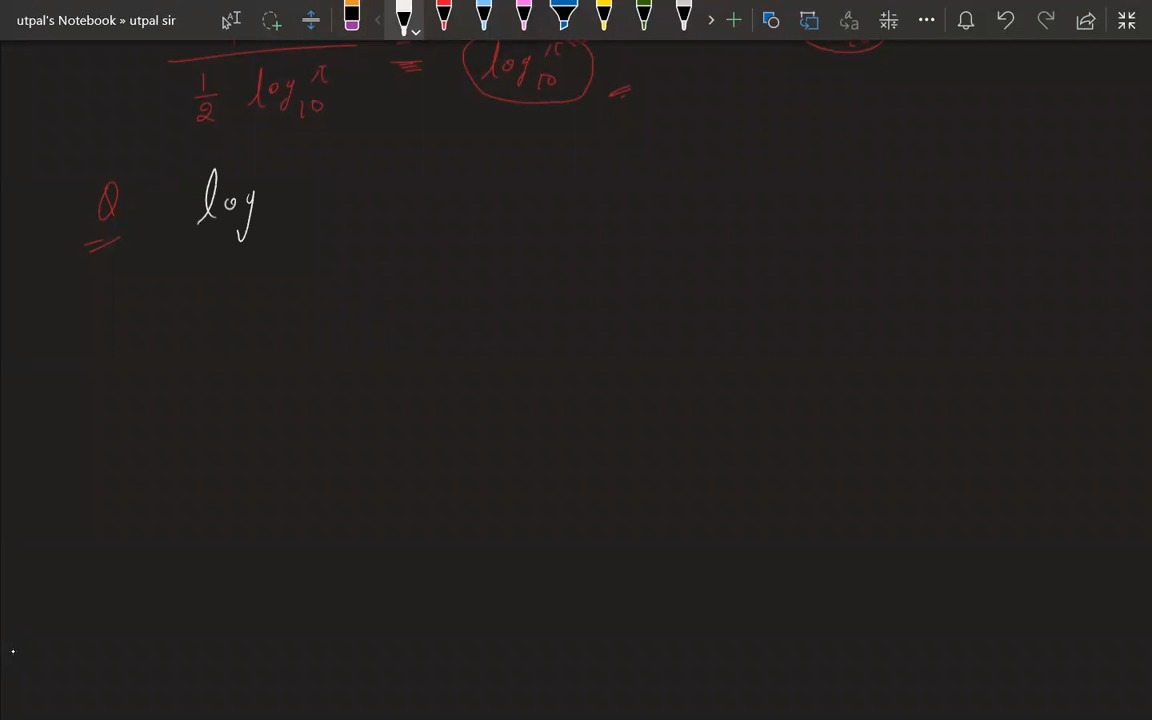 utpal's Notebook » utpal sir
1/2 log₁₀ π = log₁₀ π
Q log